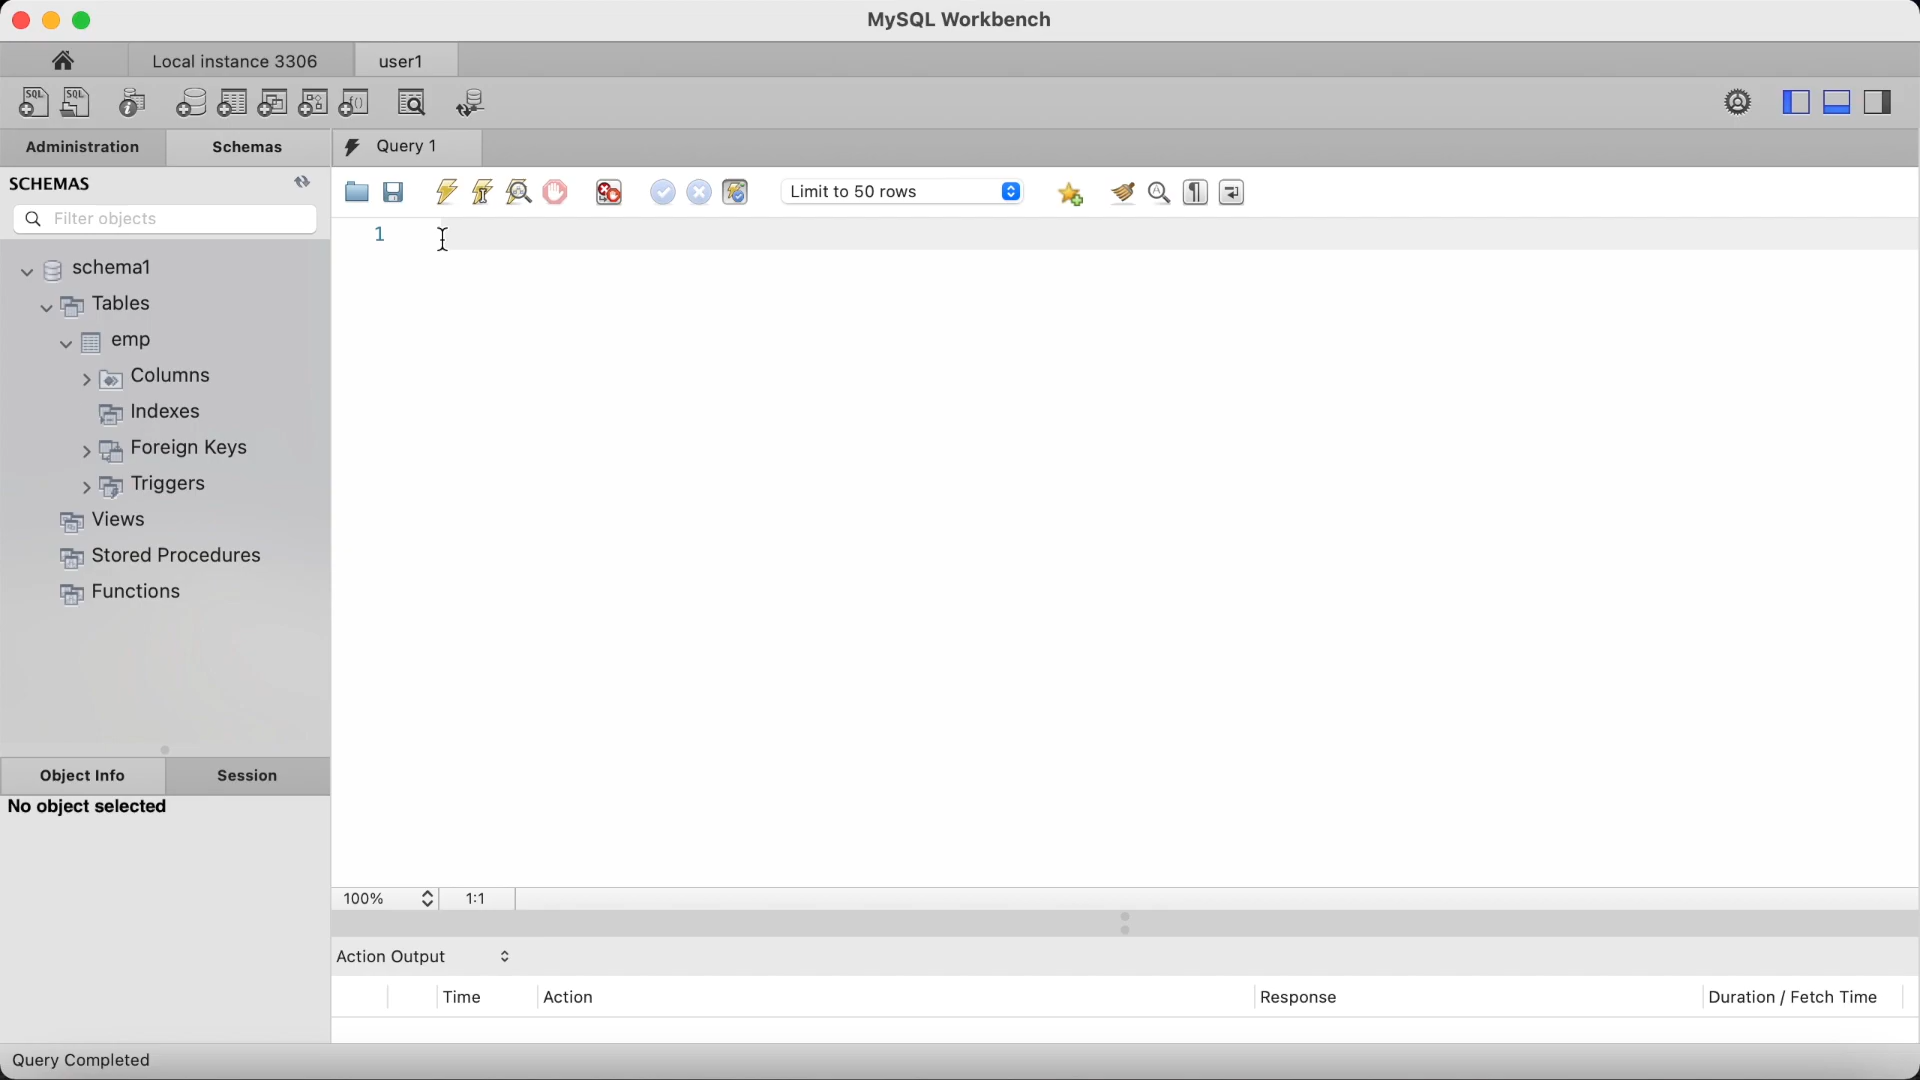 MySQL Workbench
Local instance 3306
user1
SQL
SQL
Administration
Schemas
Query 1
SCHEMAS
Limit to 50 rows
Filter objects
1
schema1
Tables
emp
Columns
Indexes
Foreign Keys
Triggers
Views
Stored Procedures
Functions
Object Info
Session
No object selected
100%
1:1
Action Output
Time
Action
Response
Duration / Fetch Time
Query Completed